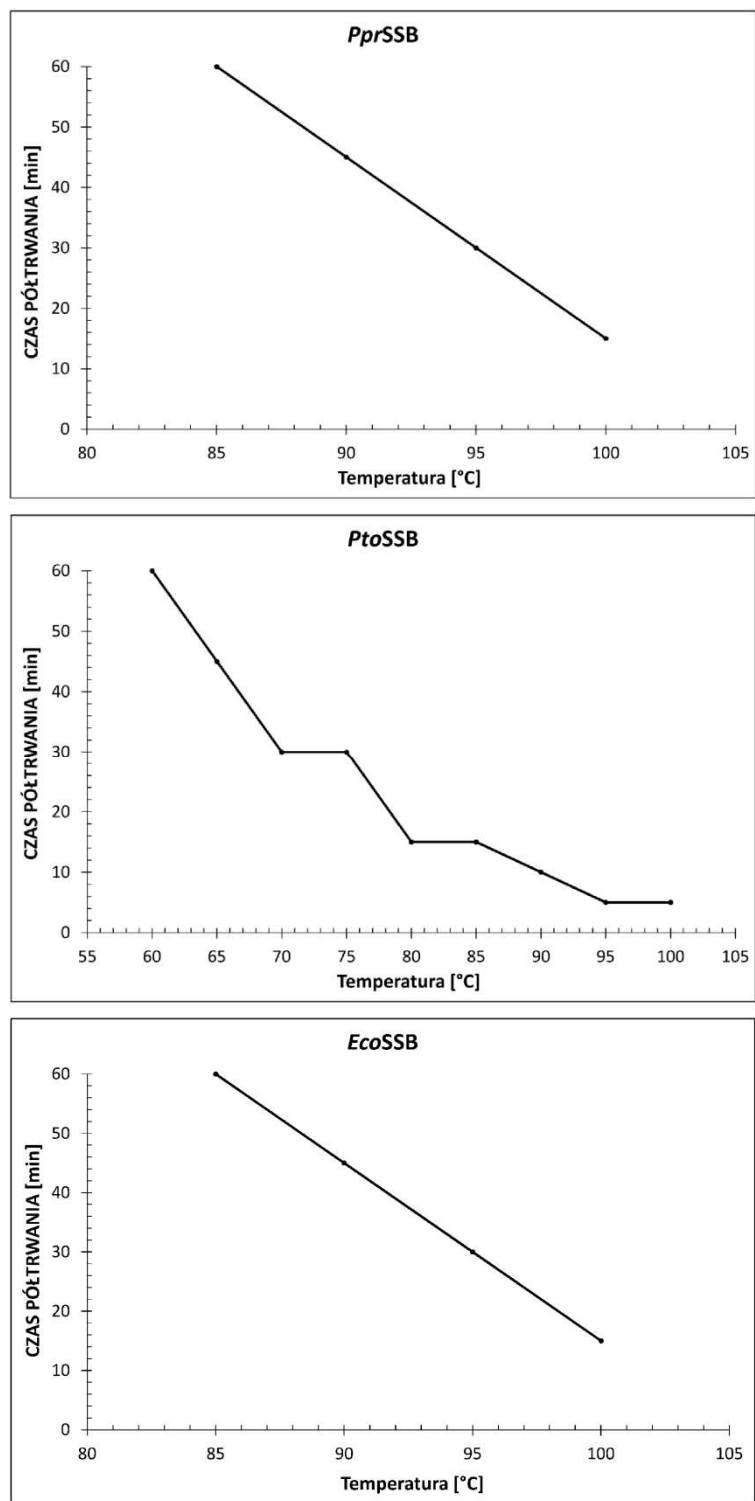 PprSSB
CZAS PÓŁTRWANIA [min]
60
50
40
30
20
10
0
80 85 90 95 100 105
Temperatura [°C]
PtoSSB
CZAS PÓŁTRWANIA [min]
60
50
40
30
20
10
0
55 60 65 70 75 80 85 90 95 100 105
Temperatura [°C]
EcoSSB
CZAS PÓŁTRWANIA [min]
60
50
40
30
20
10
0
80 85 90 95 100 105
Temperatura [°C]